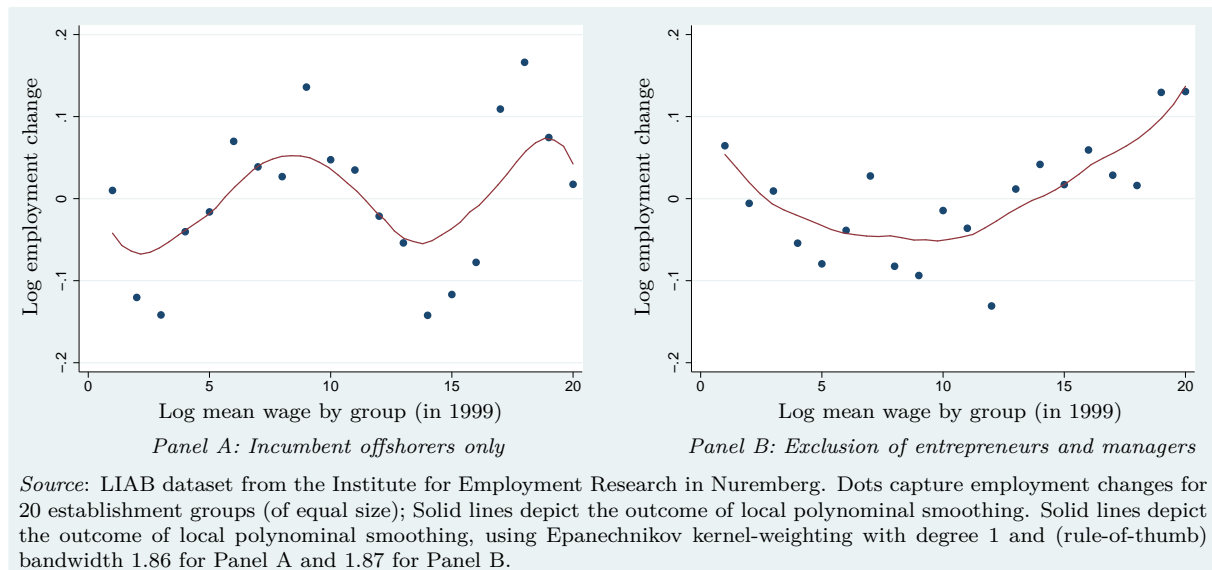 .2
.1
0
-.1
-.2
Log employment change
0 5 10 15 20
Log mean wage by group (in 1999)
Panel A: Incumbent offshorers only
.2
.1
0
-.1
-.2
Log employment change
0 5 10 15 20
Log mean wage by group (in 1999)
Panel B: Exclusion of entrepreneurs and managers
Source: LIAB dataset from the Institute for Employment Research in Nuremberg. Dots capture employment changes for
20 establishment groups (of equal size); Solid lines depict the outcome of local polynominal smoothing. Solid lines depict
the outcome of local polynominal smoothing, using Epanechnikov kernel-weighting with degree 1 and (rule-of-thumb)
bandwidth 1.86 for Panel A and 1.87 for Panel B.